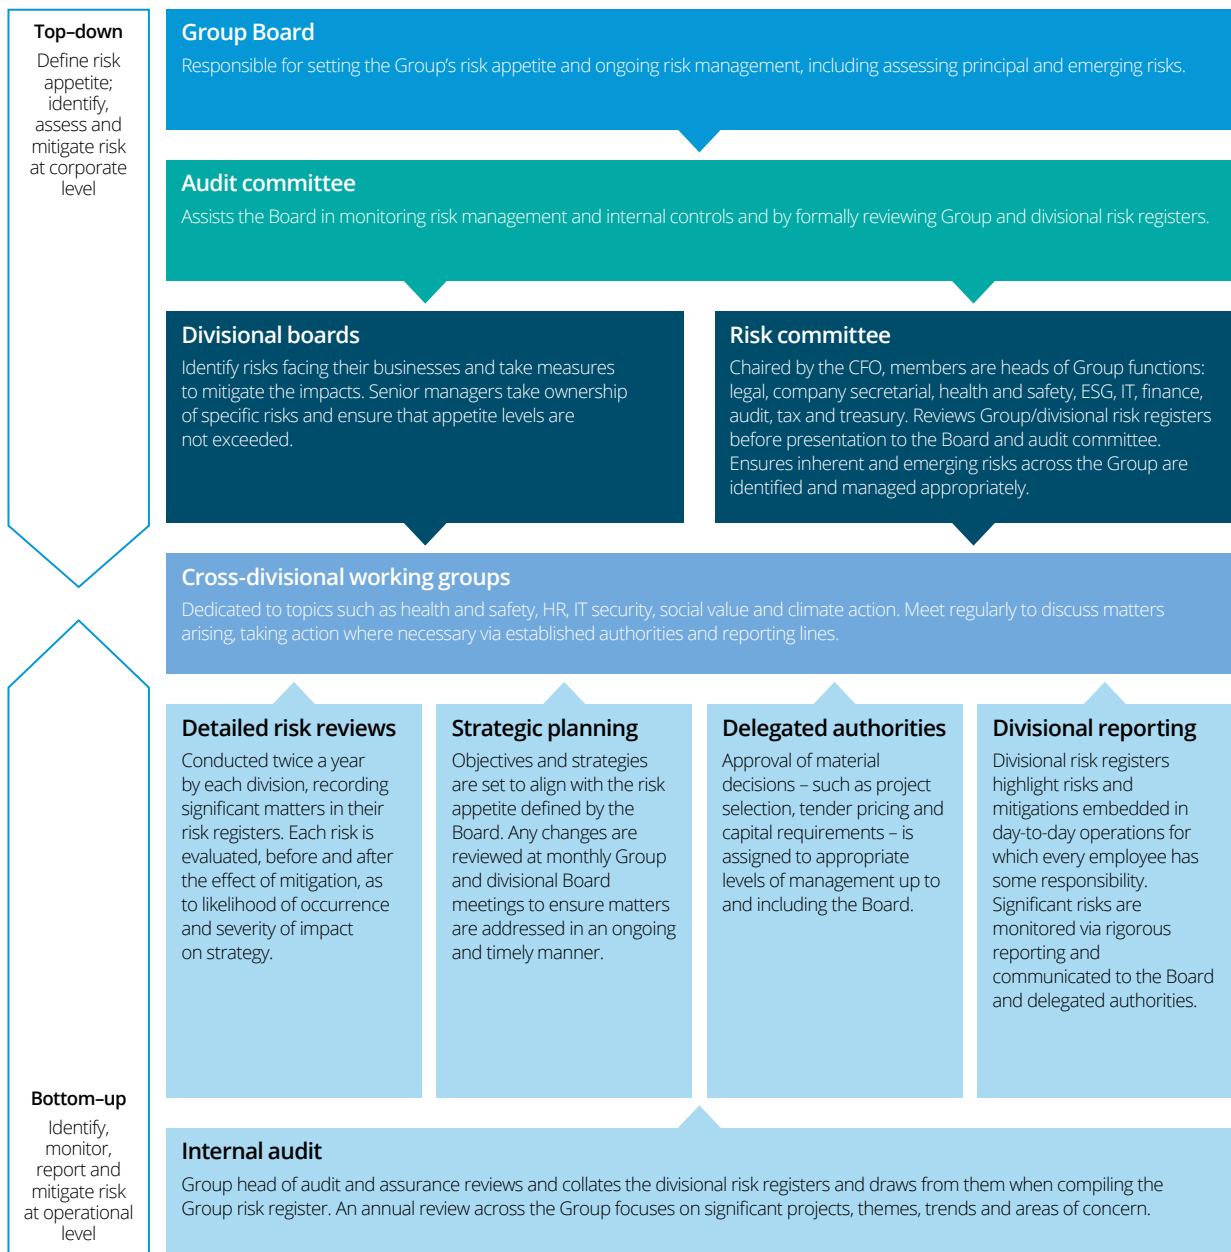 Top–down
Define risk
appetite;
identify,
assess and
mitigate risk
at corporate
level
Group Board
Responsible for setting the Group’s risk appetite and ongoing risk management, including assessing principal and emerging risks.
Audit committee
Assists the Board in monitoring risk management and internal controls and by formally reviewing Group and divisional risk registers.
Divisional boards
Identify risks facing their businesses and take measures
to mitigate the impacts. Senior managers take ownership
of specific risks and ensure that appetite levels are
not exceeded.
Risk committee
Chaired by the CFO, members are heads of Group functions:
legal, company secretarial, health and safety, ESG, IT, finance,
audit, tax and treasury. Reviews Group/divisional risk registers
before presentation to the Board and audit committee.
Ensures inherent and emerging risks across the Group are
identified and managed appropriately.
Cross-divisional working groups
Dedicated to topics such as health and safety, HR, IT security, social value and climate action. Meet regularly to discuss matters
arising, taking action where necessary via established authorities and reporting lines.
Detailed risk reviews
Conducted twice a year
by each division, recording
significant matters in their
risk registers. Each risk is
evaluated, before and after
the effect of mitigation, as
to likelihood of occurrence
and severity of impact
on strategy.
Strategic planning
Objectives and strategies
are set to align with the risk
appetite defined by the
Board. Any changes are
reviewed at monthly Group
and divisional Board
meetings to ensure matters
are addressed in an ongoing
and timely manner.
Delegated authorities
Approval of material
decisions – such as project
selection, tender pricing and
capital requirements – is
assigned to appropriate
levels of management up to
and including the Board.
Divisional reporting
Divisional risk registers
highlight risks and
mitigations embedded in
day-to-day operations for
which every employee has
some responsibility.
Significant risks are
monitored via rigorous
reporting and
communicated to the Board
and delegated authorities.
Bottom–up
Identify,
monitor,
report and
mitigate risk
at operational
level
Internal audit
Group head of audit and assurance reviews and collates the divisional risk registers and draws from them when compiling the
Group risk register. An annual review across the Group focuses on significant projects, themes, trends and areas of concern.